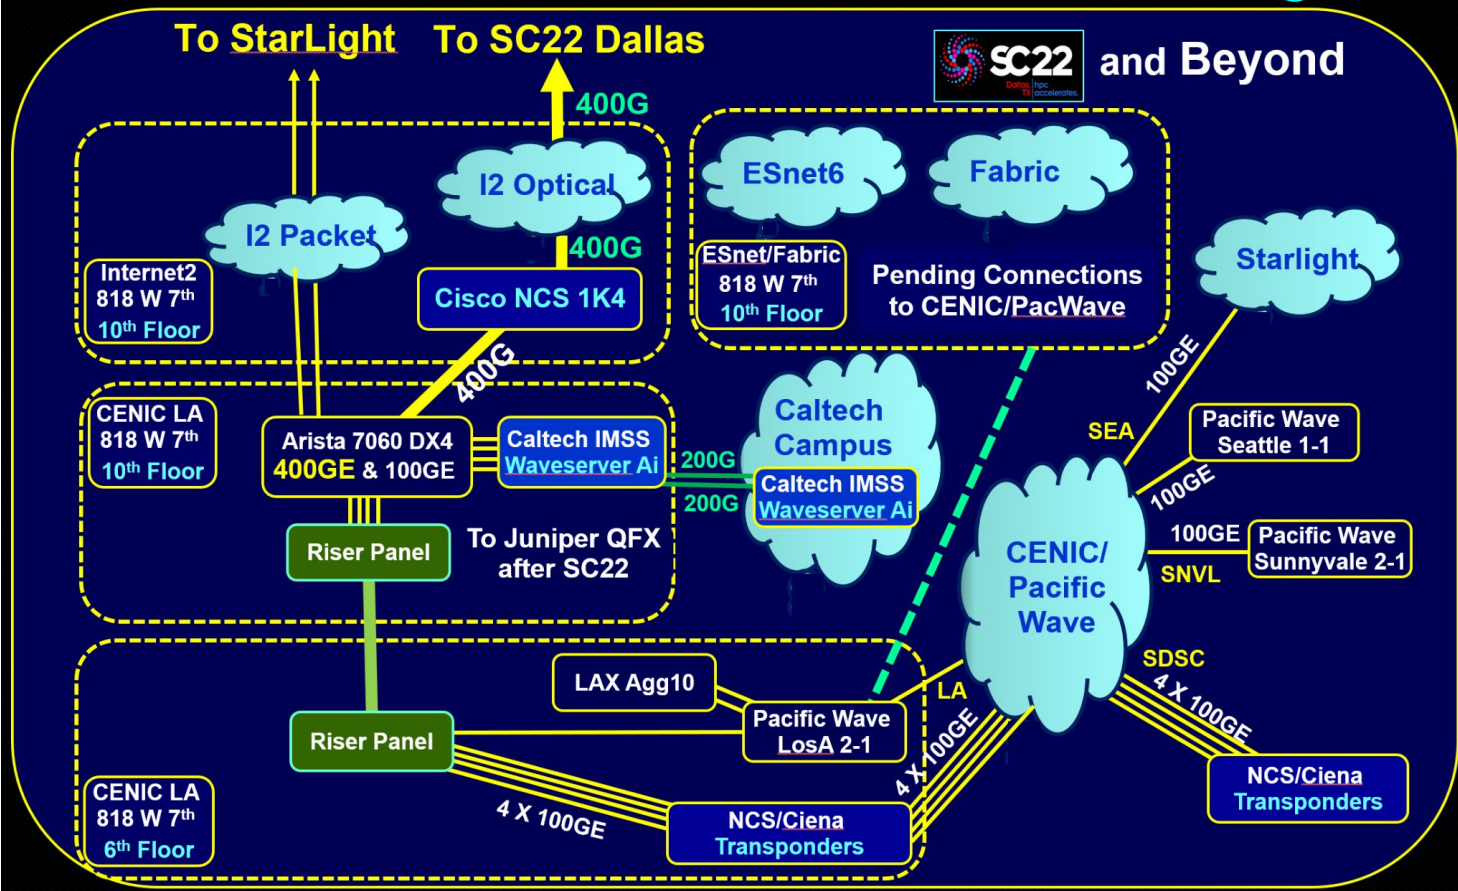 To StarLight
To SC22 Dallas
SC22
Dallas, TX
hpc accelerates.
and Beyond
400G
I2 Optical
I2 Packet
400G
Internet2
818 W 7th
10th Floor
Cisco NCS 1K4
400G
ESnet6
Fabric
ESnet/Fabric
818 W 7th
10th Floor
Pending Connections
to CENIC/PacWave
Starlight
100GE
SEA
Pacific Wave
Seattle 1-1
100GE
CENIC LA
818 W 7th
10th Floor
Arista 7060 DX4
400GE & 100GE
Caltech IMSS
Waveserver Ai
200G
200G
Caltech
Campus
Caltech IMSS
Waveserver Ai
Riser Panel
To Juniper QFX
after SC22
CENIC/
Pacific
Wave
100GE
SNVL
Pacific Wave
Sunnyvale 2-1
SDSC
4 X 100GE
NCS/Ciena
Transponders
LAX Agg10
LA
Pacific Wave
LosA 2-1
Riser Panel
4 X 100GE
4 X 100GE
CENIC LA
818 W 7th
6th Floor
NCS/Ciena
Transponders